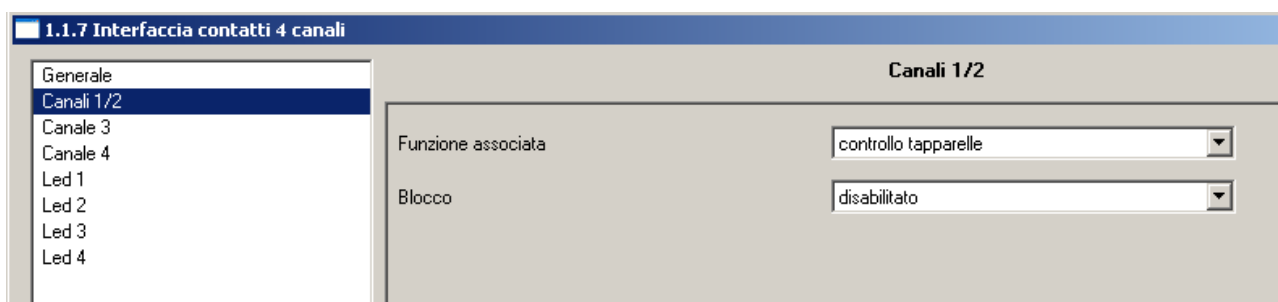 1.1.7 Interfaccia contatti 4 canali
Generale
Canali 1/2
Canale 3
Canale 4
Led 1
Led 2
Led 3
Led 4
Canali 1/2
Funzione associata
controllo tapparelle
Blocco
disabilitato